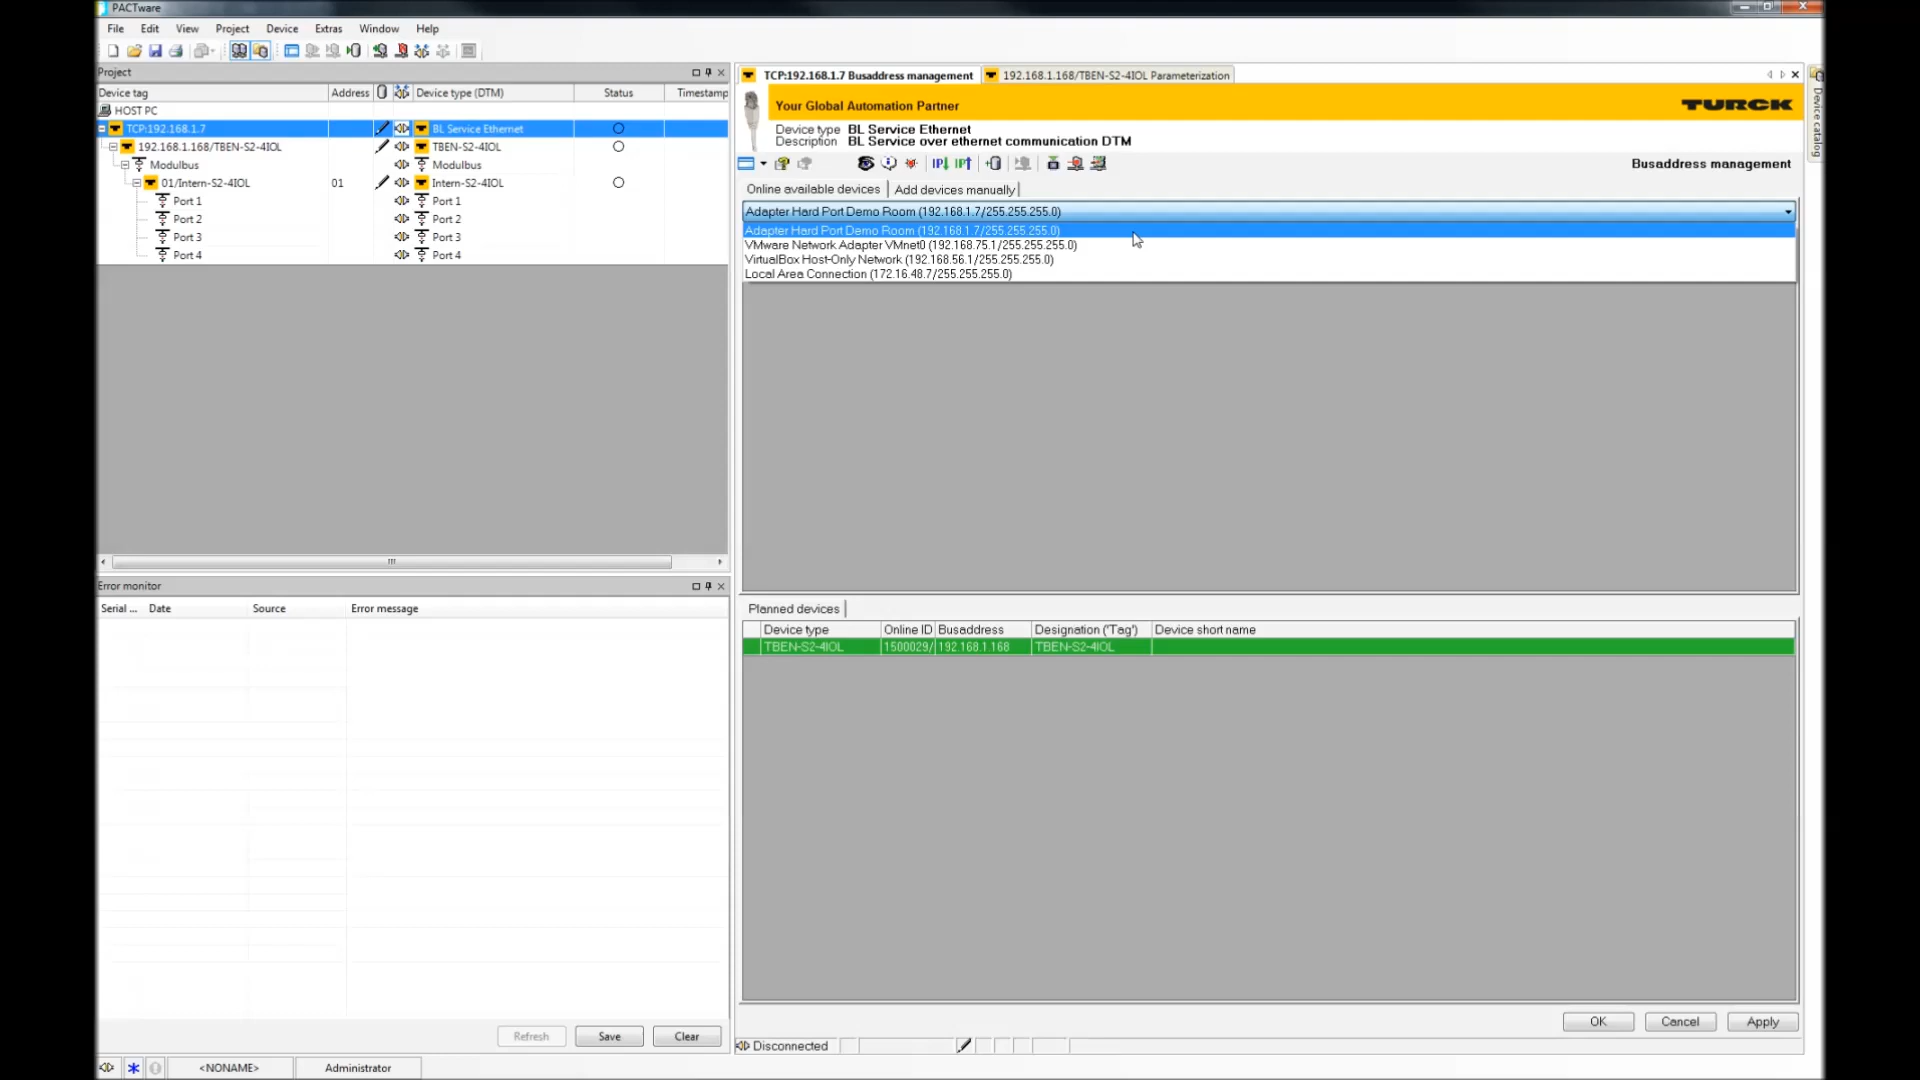 PACTware
File Edit View Project Device Extras Window Help
Project
Device tag Address Device type (DTM) Status Timestamp
HOST PC
TCP:192.168.1.7 BL Service Ethernet
192.168.1.168/TBEN-S2-4IOL TBEN-S2-4IOL
Modulbus Modulbus
01/Intern-S2-4IOL 01 Intern-S2-4IOL
Port 1 Port 1
Port 2 Port 2
Port 3 Port 3
Port 4 Port 4
Error monitor
Serial ... Date Source Error message
Refresh Save Clear
<NONAME> Administrator
TCP:192.168.1.7 Busaddress management 192.168.1.168/TBEN-S2-4IOL Parameterization
Your Global Automation Partner TURCK
Device type BL Service Ethernet
Description BL Service over ethernet communication DTM
IP IP Busaddress management
Online available devices Add devices manually
Adapter Hard Port Demo Room (192.168.1.7/255.255.255.0)
Adapter Hard Port Demo Room (192.168.1.7/255.255.255.0)
VMware Network Adapter VMnet0 (192.168.75.1/255.255.255.0)
VirtualBox Host-Only Network (192.168.56.1/255.255.255.0)
Local Area Connection (172.16.48.7/255.255.255.0)
Planned devices
Device type Online ID Busaddress Designation ('Tag') Device short name
TBEN-S2-4IOL 1500029/ 192.168.1.168 TBEN-S2-4IOL
OK Cancel Apply
Disconnected
Device catalog